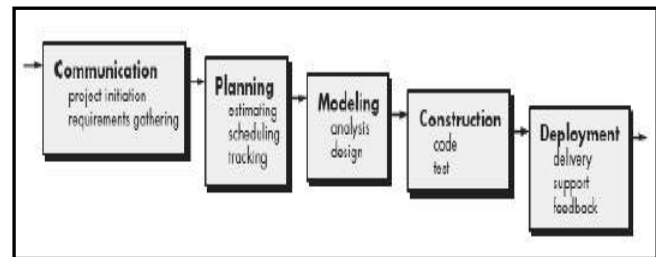 Communication
project initiation
requirements gathering
Planning
estimating
scheduling
tracking
Modeling
analysis
design
Construction
code
test
Deployment
delivery
support
feedback